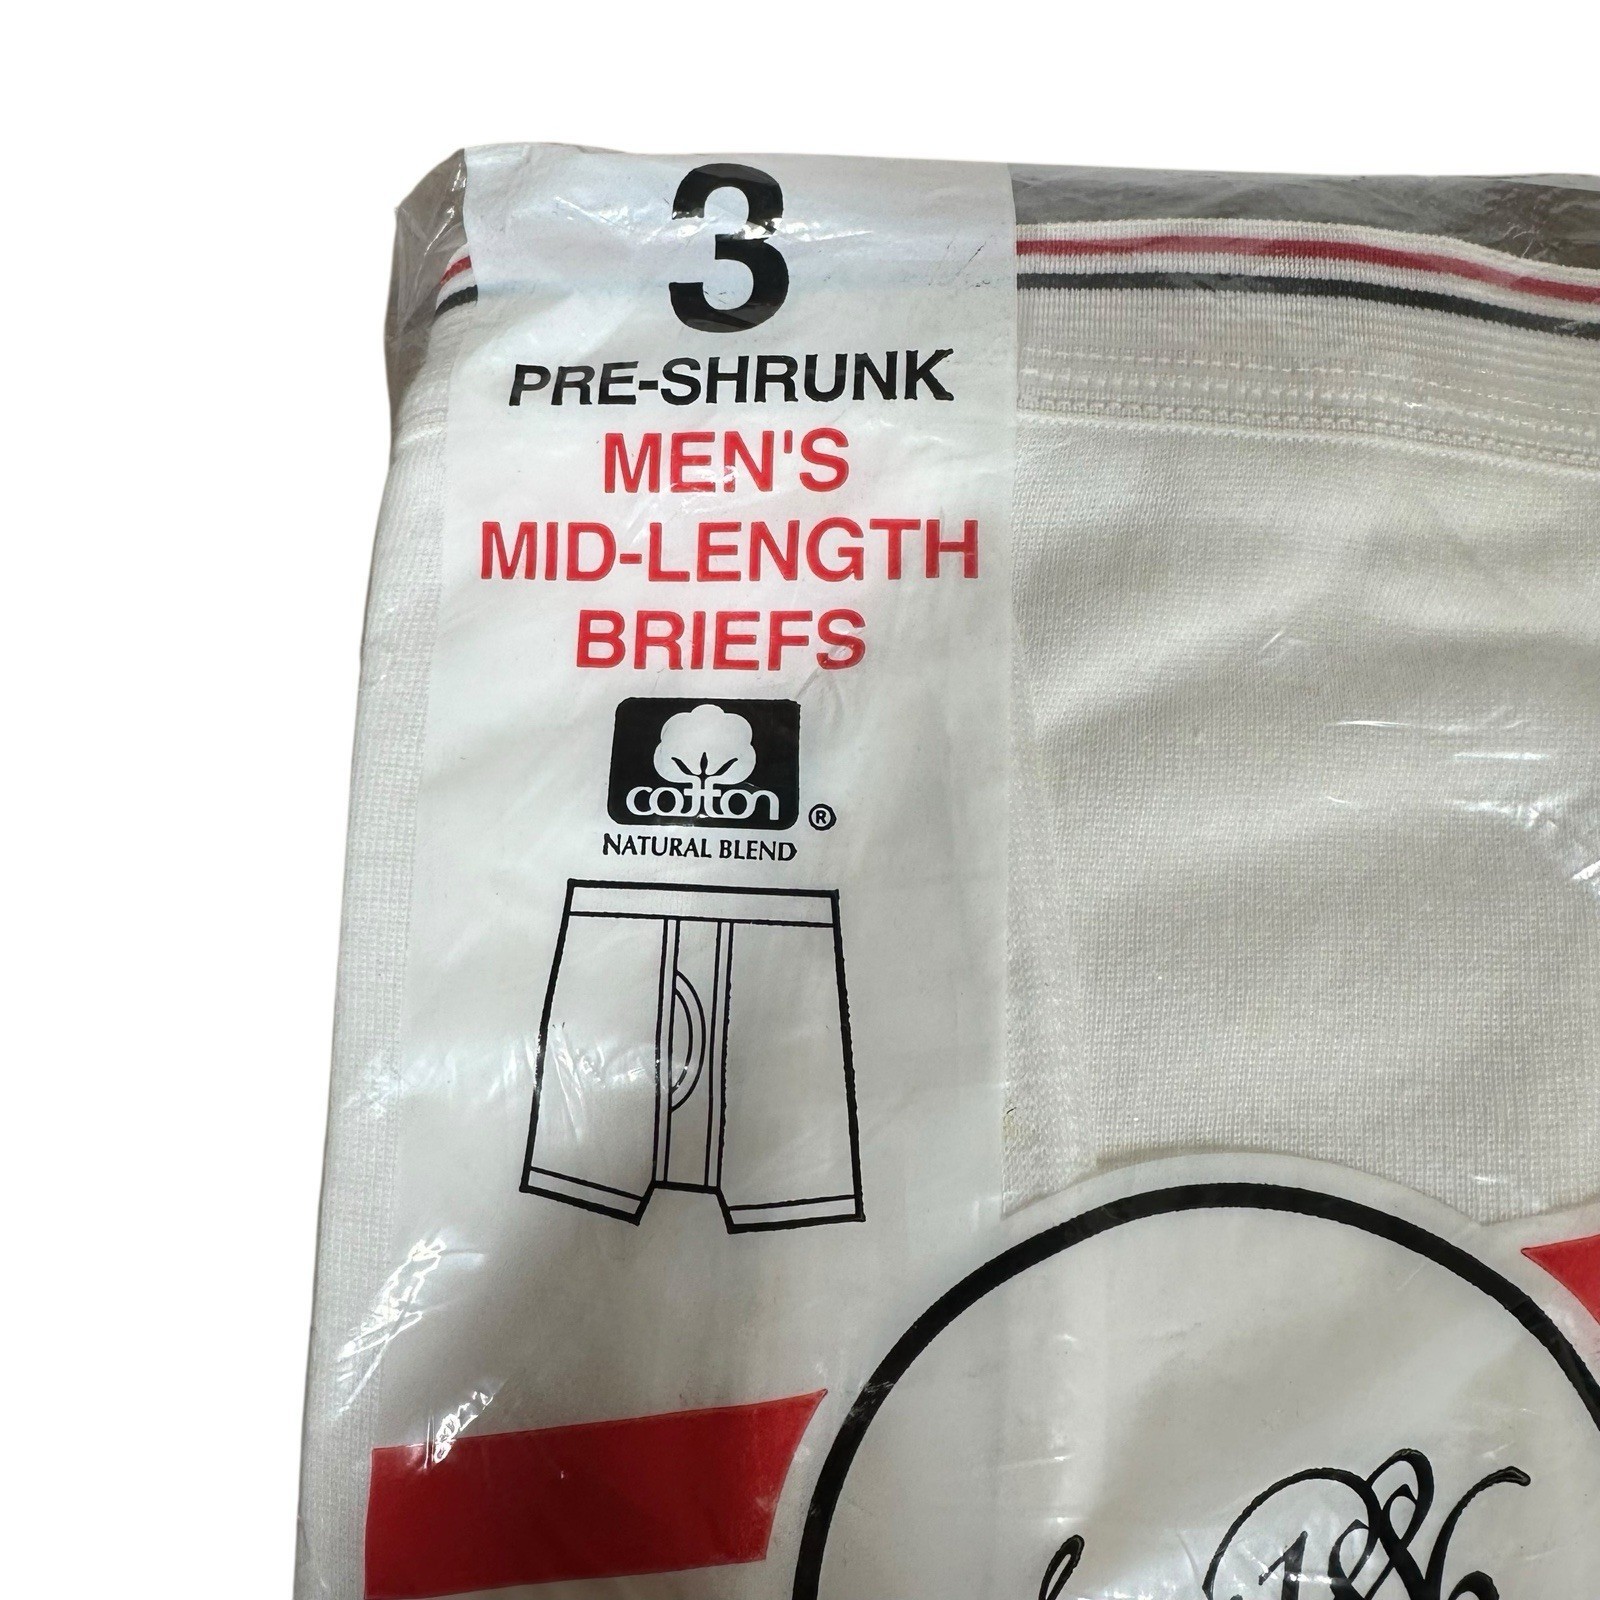 3
PRE-SHRUNK
MEN'S
MID-LENGTH
BRIEFS
cotton ®
NATURAL BLEND